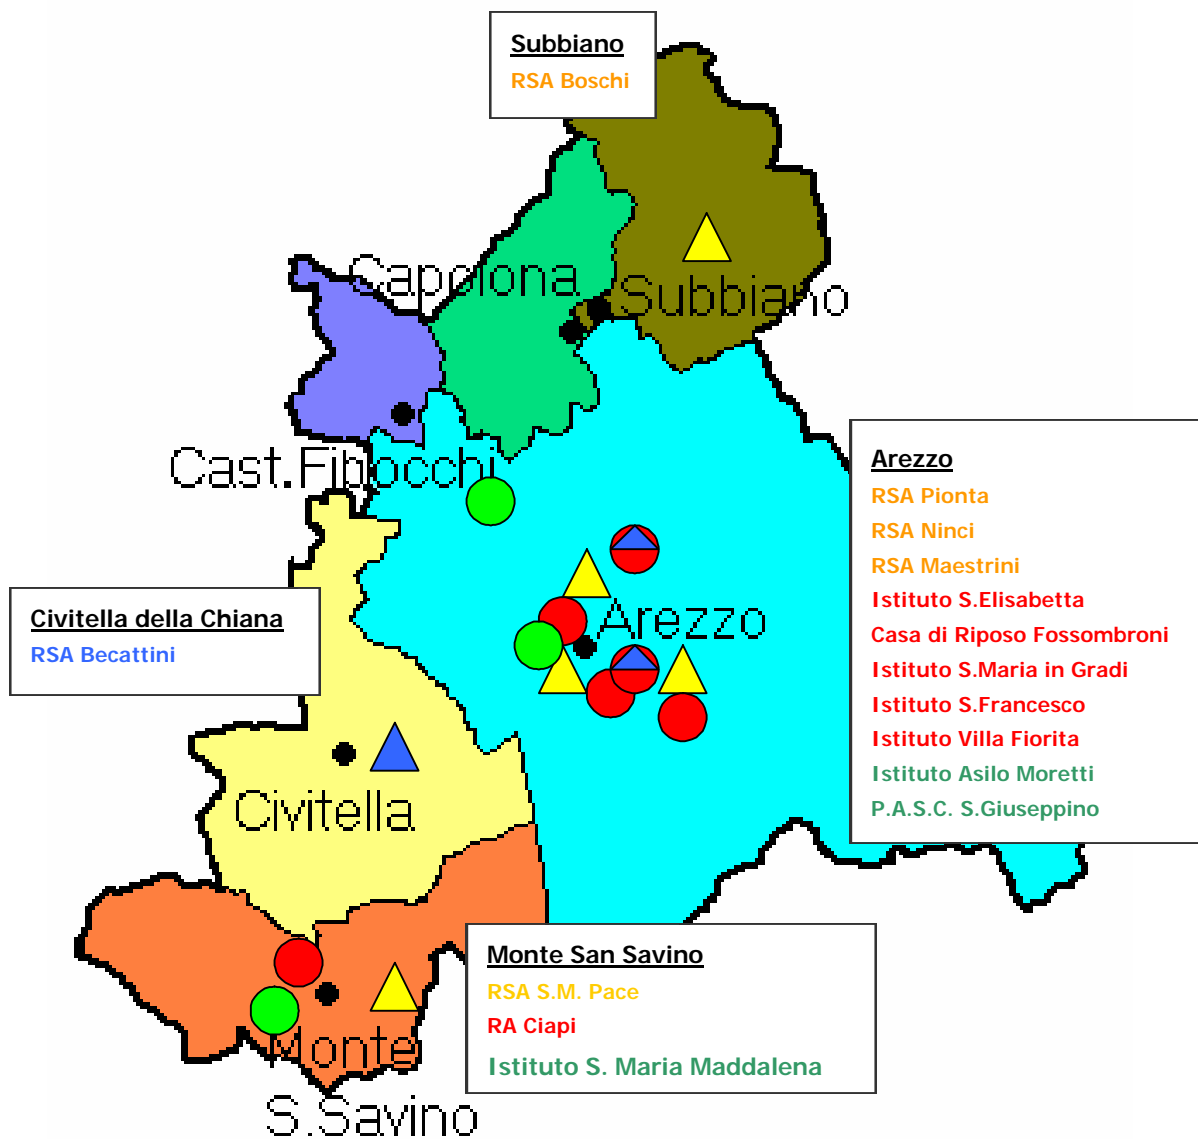 Subbiano
RSA Boschi
Capolona
Subbiano
Cast.Fibocchi
Arezzo
RSA Pionta
RSA Ninci
RSA Maestrini
Istituto S.Elisabetta
Casa di Riposo Fossombroni
Istituto S.Maria in Gradi
Istituto S.Francesco
Istituto Villa Fiorita
Istituto Asilo Moretti
P.A.S.C. S.Giuseppino
Arezzo
Civitella della Chiana
RSA Becattini
Civitella
Monte San Savino
RSA S.M. Pace
RA Ciapi
Istituto S. Maria Maddalena
Monte
S.Savino